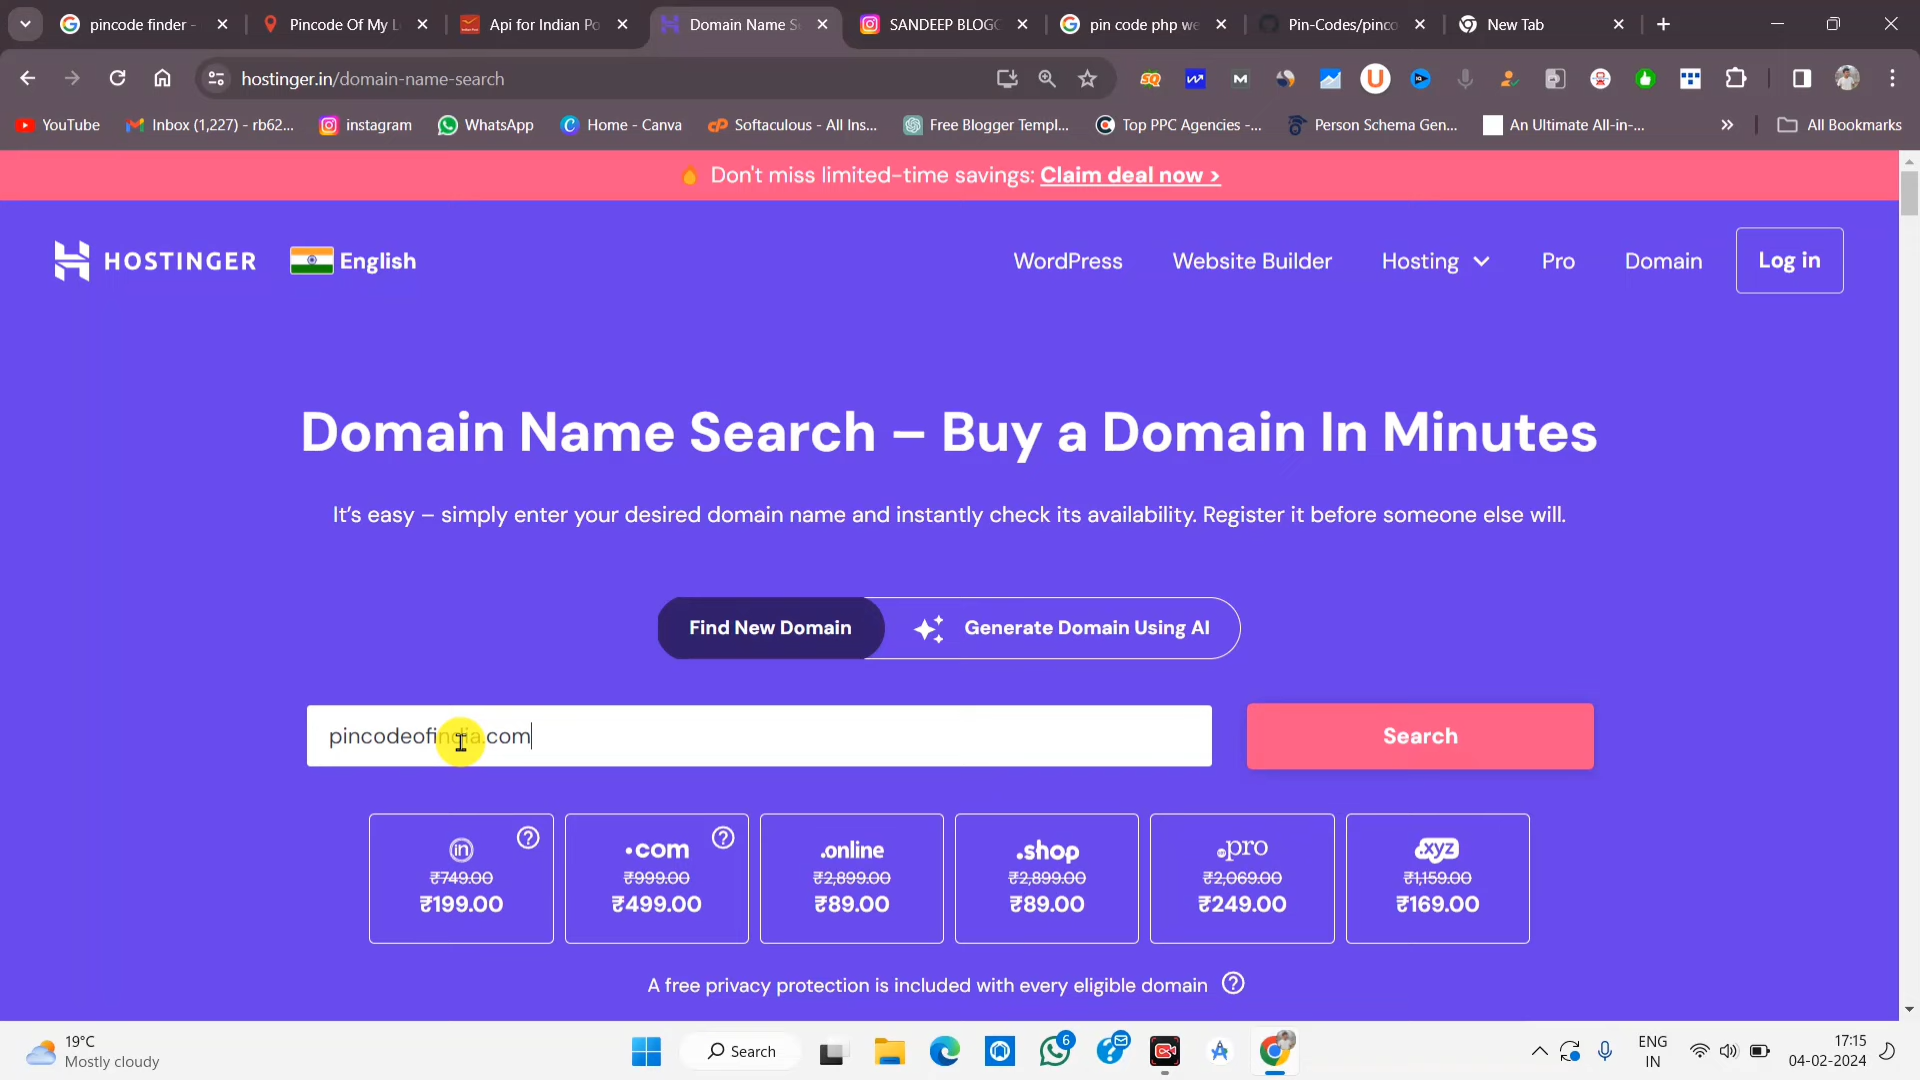 pincode finder -
Pincode Of My L
Api for Indian Po
Domain Name S
SANDEEP BLOGG
pin code php we
Pin-Codes/pinco
New Tab
hostinger.in/domain-name-search
YouTube
Inbox (1,227) - rb62...
instagram
WhatsApp
Home - Canva
Softaculous - All Ins...
Free Blogger Templ...
Top PPC Agencies -...
Person Schema Gen...
An Ultimate All-in-...
All Bookmarks
Don't miss limited-time savings: Claim deal now >
HOSTINGER
English
WordPress
Website Builder
Hosting
Pro
Domain
Log in
Domain Name Search – Buy a Domain In Minutes
It's easy – simply enter your desired domain name and instantly check its availability. Register it before someone else will.
Find New Domain
Generate Domain Using AI
pincodeofindia.com
Search
in
₹749.00
₹199.00
.com
₹999.00
₹499.00
.online
₹2,899.00
₹89.00
.shop
₹2,899.00
₹89.00
.pro
₹2,069.00
₹249.00
.xyz
₹1,159.00
₹169.00
A free privacy protection is included with every eligible domain
19°C
Mostly cloudy
Search
6
ENG
IN
17:15
04-02-2024